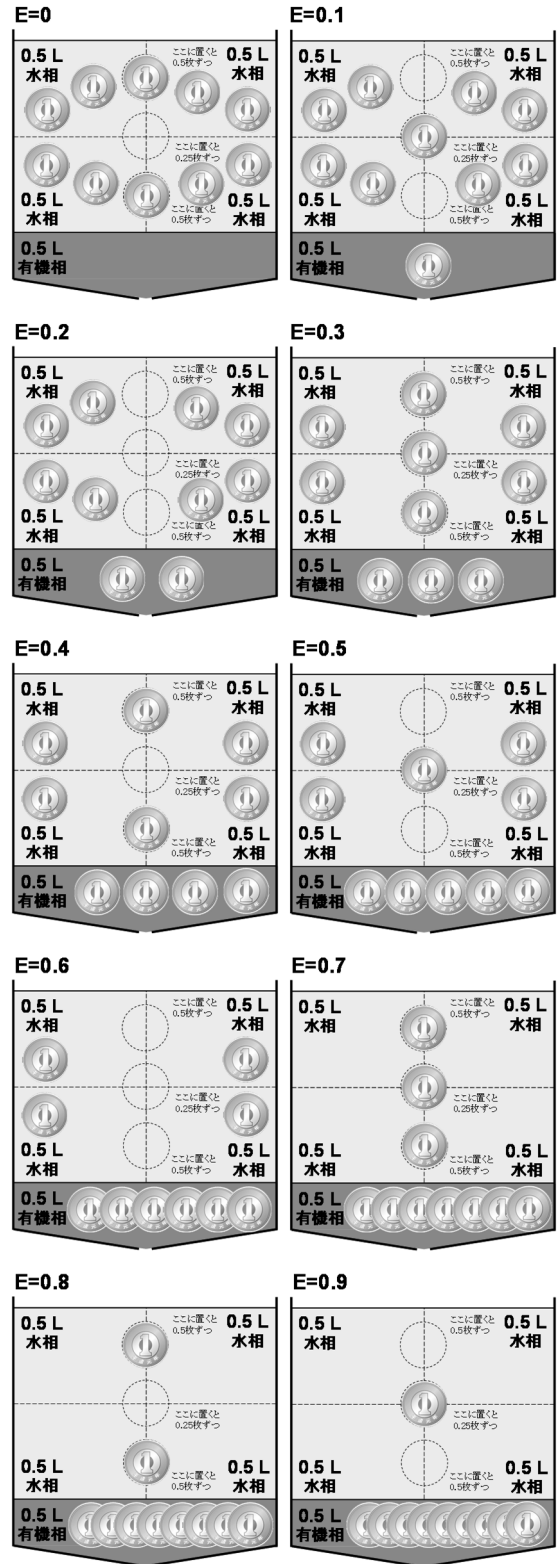 E=0
0.5 L
水相
ここに置くと
0.5枚ずつ
0.5 L
水相
ここに置くと
0.25枚ずつ
0.5 L
水相
ここに置くと
0.5枚ずつ
0.5 L
水相
0.5 L
有機相
E=0.1
0.5 L
水相
ここに置くと
0.5枚ずつ
0.5 L
水相
ここに置くと
0.25枚ずつ
0.5 L
水相
ここに置くと
0.5枚ずつ
0.5 L
水相
0.5 L
有機相
E=0.2
0.5 L
水相
ここに置くと
0.5枚ずつ
0.5 L
水相
ここに置くと
0.25枚ずつ
0.5 L
水相
ここに置くと
0.5枚ずつ
0.5 L
水相
0.5 L
有機相
E=0.3
0.5 L
水相
ここに置くと
0.5枚ずつ
0.5 L
水相
ここに置くと
0.25枚ずつ
0.5 L
水相
ここに置くと
0.5枚ずつ
0.5 L
水相
0.5 L
有機相
E=0.4
0.5 L
水相
ここに置くと
0.5枚ずつ
0.5 L
水相
ここに置くと
0.25枚ずつ
0.5 L
水相
ここに置くと
0.5枚ずつ
0.5 L
水相
0.5 L
有機相
E=0.5
0.5 L
水相
ここに置くと
0.5枚ずつ
0.5 L
水相
ここに置くと
0.25枚ずつ
0.5 L
水相
ここに置くと
0.5枚ずつ
0.5 L
水相
0.5 L
有機相
E=0.6
0.5 L
水相
ここに置くと
0.5枚ずつ
0.5 L
水相
ここに置くと
0.25枚ずつ
0.5 L
水相
ここに置くと
0.5枚ずつ
0.5 L
水相
0.5 L
有機相
E=0.7
0.5 L
水相
ここに置くと
0.5枚ずつ
0.5 L
水相
ここに置くと
0.25枚ずつ
0.5 L
水相
ここに置くと
0.5枚ずつ
0.5 L
水相
0.5 L
有機相
E=0.8
0.5 L
水相
ここに置くと
0.5枚ずつ
0.5 L
水相
ここに置くと
0.25枚ずつ
0.5 L
水相
ここに置くと
0.5枚ずつ
0.5 L
水相
0.5 L
有機相
E=0.9
0.5 L
水相
ここに置くと
0.5枚ずつ
0.5 L
水相
ここに置くと
0.25枚ずつ
0.5 L
水相
ここに置くと
0.5枚ずつ
0.5 L
水相
0.5 L
有機相